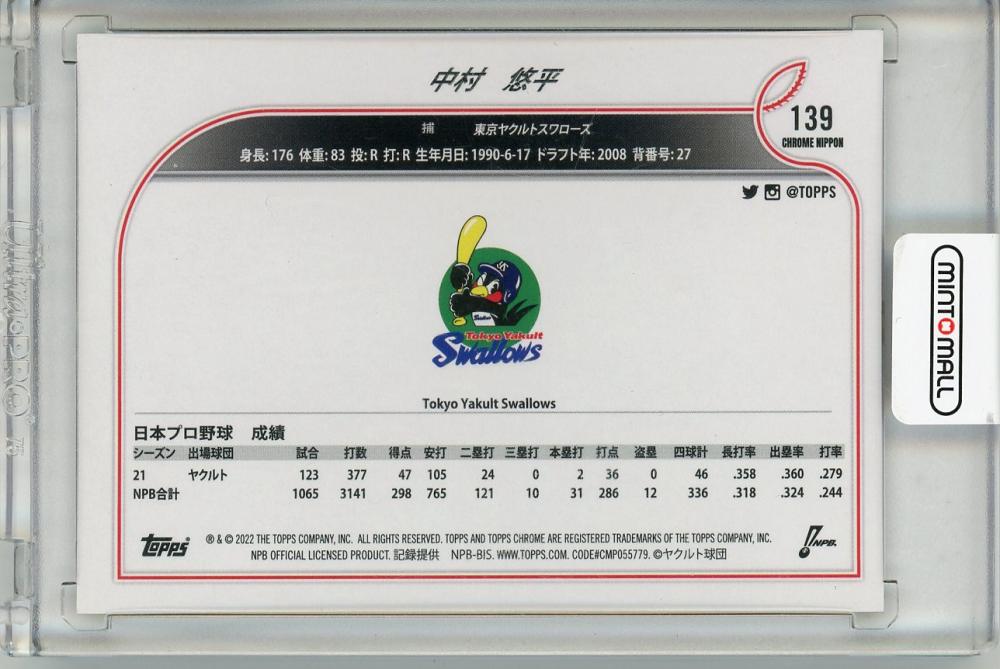 中村 悠平
139
CHROME NIPPON
捕 東京ヤクルトスワローズ
身長: 176 体重: 83 投: R 打: R 生年月日: 1990-6-17 ドラフト年: 2008 背番号: 27
@TOPPS
Tokyo Yakult
Swallows
Tokyo Yakult Swallows
日本プロ野球 成績
シーズン 出場球団 試合 打数 得点 安打 二塁打 三塁打 本塁打 打点 盗塁 四球計 長打率 出塁率 打率
21 ヤクルト 123 377 47 105 24 0 2 36 0 46 .358 .360 .279
NPB合計 1065 3141 298 765 121 10 31 286 12 336 .318 .324 .244
topps
® & © 2022 THE TOPPS COMPANY, INC. ALL RIGHTS RESERVED. TOPPS AND TOPPS CHROME ARE REGISTERED TRADEMARKS OF THE TOPPS COMPANY, INC.
NPB OFFICIAL LICENSED PRODUCT. 記録提供 NPB-BIS. WWW.TOPPS.COM. CODE#CMP055779. ©ヤクルト球団
NPB.
MINT MALL
Ultra·PRO